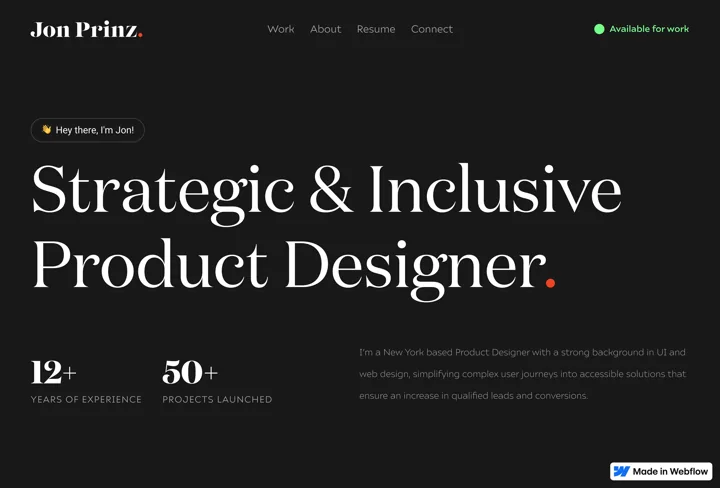 Jon Prinz.
Work About Resume Connect
Available for work
👋 Hey there, I'm Jon!
Strategic & Inclusive
Product Designer.
12+
YEARS OF EXPERIENCE
50+
PROJECTS LAUNCHED
I'm a New York based Product Designer with a strong background in UI and
web design, simplifying complex user journeys into accessible solutions that
ensure an increase in qualified leads and conversions.
Made in Webflow